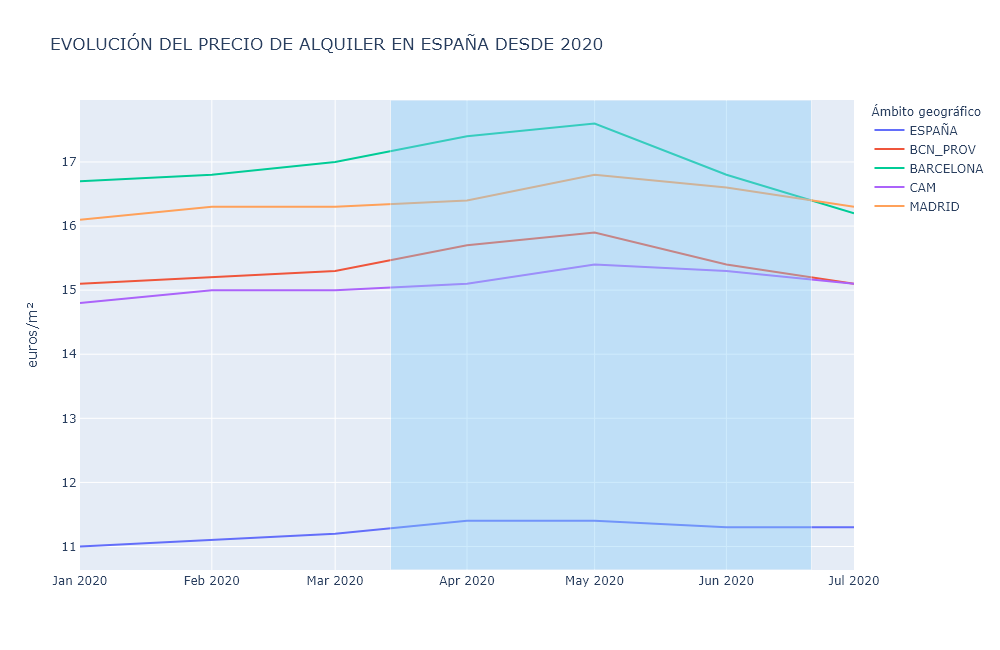 EVOLUCIÓN DEL PRECIO DE ALQUILER EN ESPAÑA DESDE 2020
Ámbito geográfico
ESPAÑA
BCN_PROV
BARCELONA
CAM
MADRID
euros/m²
17
16
15
14
13
12
11
Jan 2020 Feb 2020 Mar 2020 Apr 2020 May 2020 Jun 2020 Jul 2020